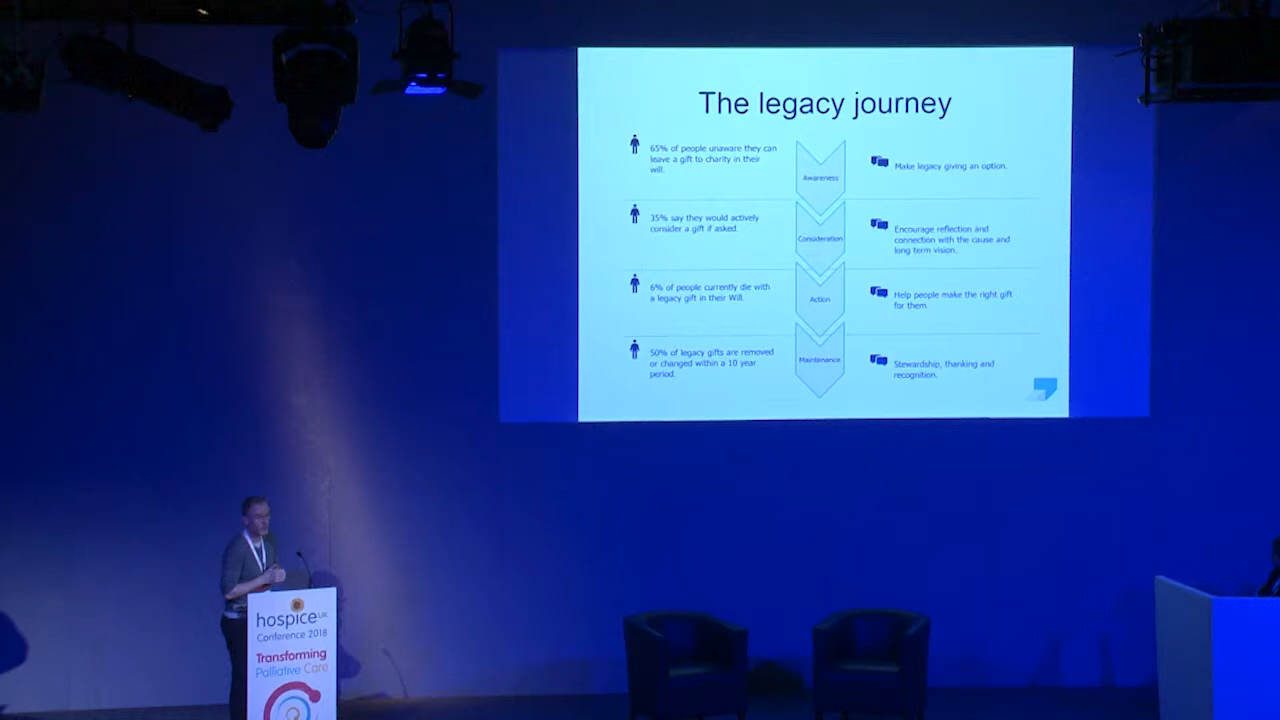 The legacy journey
65% of people unaware they can
leave a gift to charity in their
will.
Awareness
Make legacy giving an option.
35% say they would actively
consider a gift if asked.
Consideration
Encourage reflection and
connection with the cause and
long term vision.
6% of people currently die with
a legacy gift in their Will.
Action
Help people make the right gift
for them.
50% of legacy gifts are removed
or changed within a 10 year
period.
Maintenance
Stewardship, thanking and
recognition.
hospice UK
Conference 2018
Transforming
Palliative Care